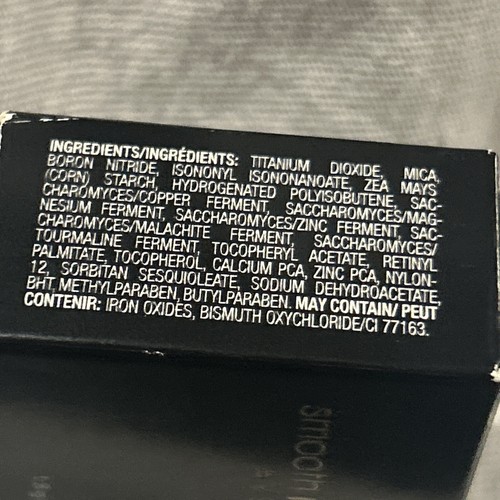 INGREDIENTS/INGRÉDIENTS: TITANIUM DIOXIDE, MICA,
BORON NITRIDE, ISONONYL ISONONANOATE, ZEA MAYS
(CORN) STARCH, HYDROGENATED POLYISOBUTENE, SAC-
CHAROMYCES/COPPER FERMENT, SACCHAROMYCES/MAG-
NESIUM FERMENT, SACCHAROMYCES/ZINC FERMENT, SAC-
CHAROMYCES/MALACHITE FERMENT, SACCHAROMYCES/
TOURMALINE FERMENT, TOCOPHERYL ACETATE, RETINYL
PALMITATE, TOCOPHEROL, CALCIUM PCA, ZINC PCA, NYLON-
12, SORBITAN SESQUIOLEATE, SODIUM DEHYDROACETATE,
BHT, METHYLPARABEN, BUTYLPARABEN. MAY CONTAIN/ PEUT
CONTENIR: IRON OXIDES, BISMUTH OXYCHLORIDE/CI 77163.
smooth